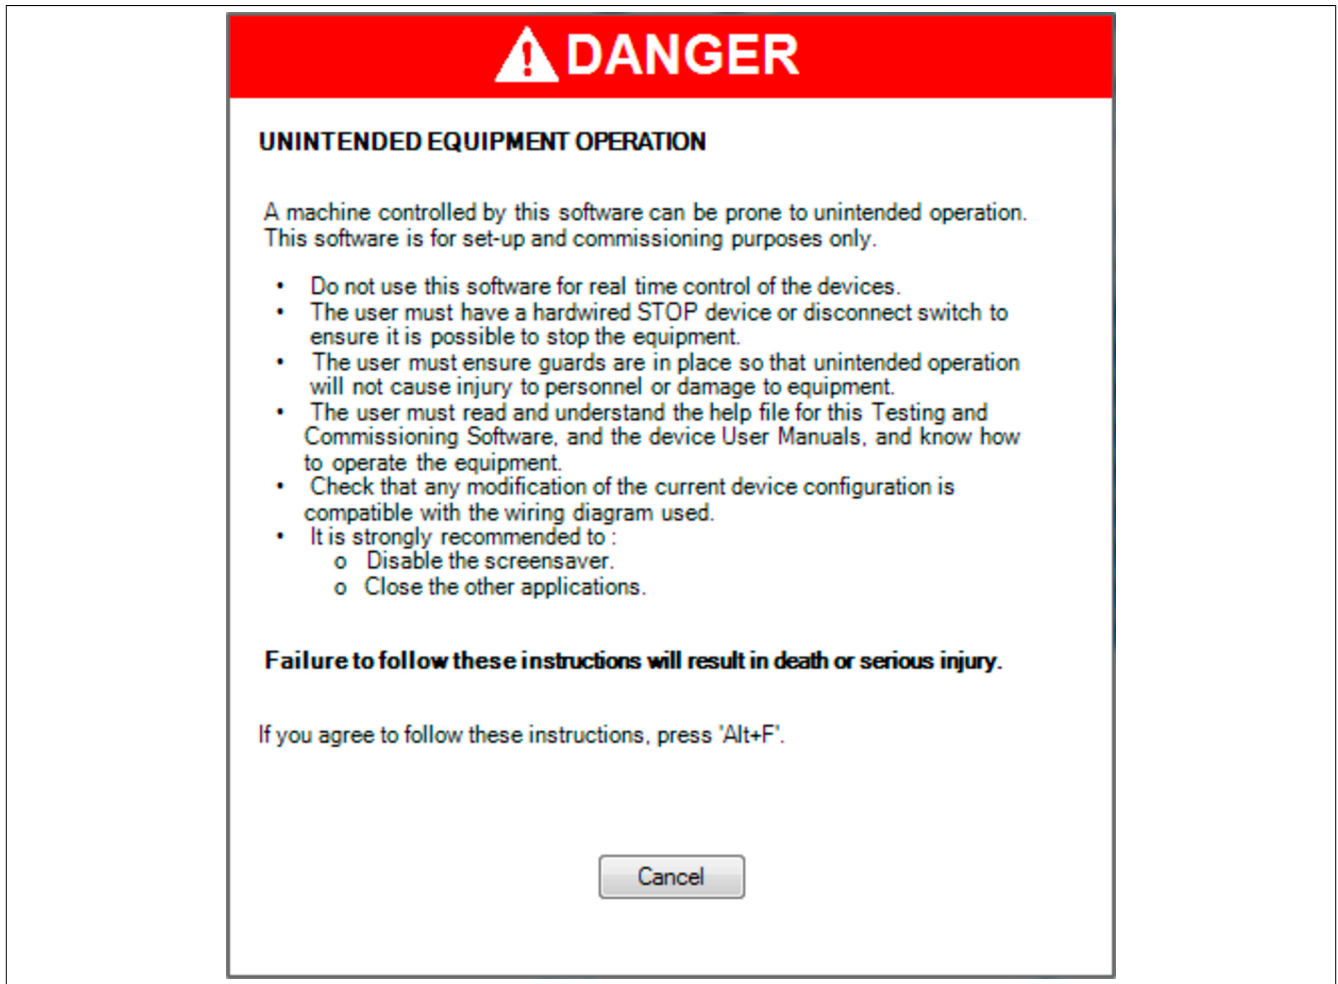 DANGER
UNINTENDED EQUIPMENT OPERATION
A machine controlled by this software can be prone to unintended operation.
This software is for set-up and commissioning purposes only.
• Do not use this software for real time control of the devices.
• The user must have a hardwired STOP device or disconnect switch to
ensure it is possible to stop the equipment.
• The user must ensure guards are in place so that unintended operation
will not cause injury to personnel or damage to equipment.
• The user must read and understand the help file for this Testing and
Commissioning Software, and the device User Manuals, and know how
to operate the equipment.
• Check that any modification of the current device configuration is
compatible with the wiring diagram used.
• It is strongly recommended to :
o Disable the screensaver.
o Close the other applications.
Failure to follow these instructions will result in death or serious injury.
If you agree to follow these instructions, press 'Alt+F'.
Cancel